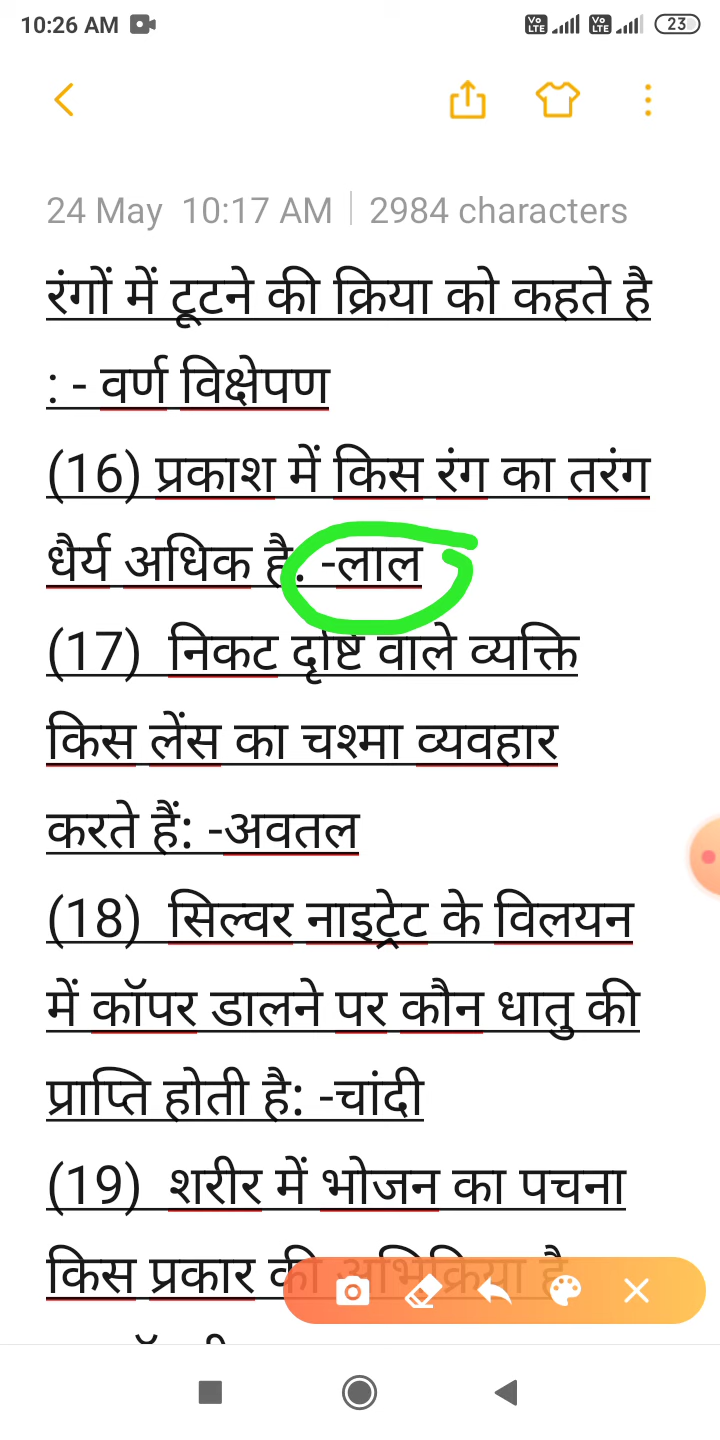 10:26 AM
23
24 May 10:17 AM | 2984 characters
रंगों में टूटने की क्रिया को कहते है
: - वर्ण विक्षेपण
(16) प्रकाश में किस रंग का तरंग
धैर्य अधिक है. -लाल
(17) निकट दृष्टि वाले व्यक्ति
किस लेंस का चश्मा व्यवहार
करते हैं: -अवतल
(18) सिल्वर नाइट्रेट के विलयन
में कॉपर डालने पर कौन धातु की
प्राप्ति होती है: -चांदी
(19) शरीर में भोजन का पचना
किस प्रकार की अभिक्रिया है